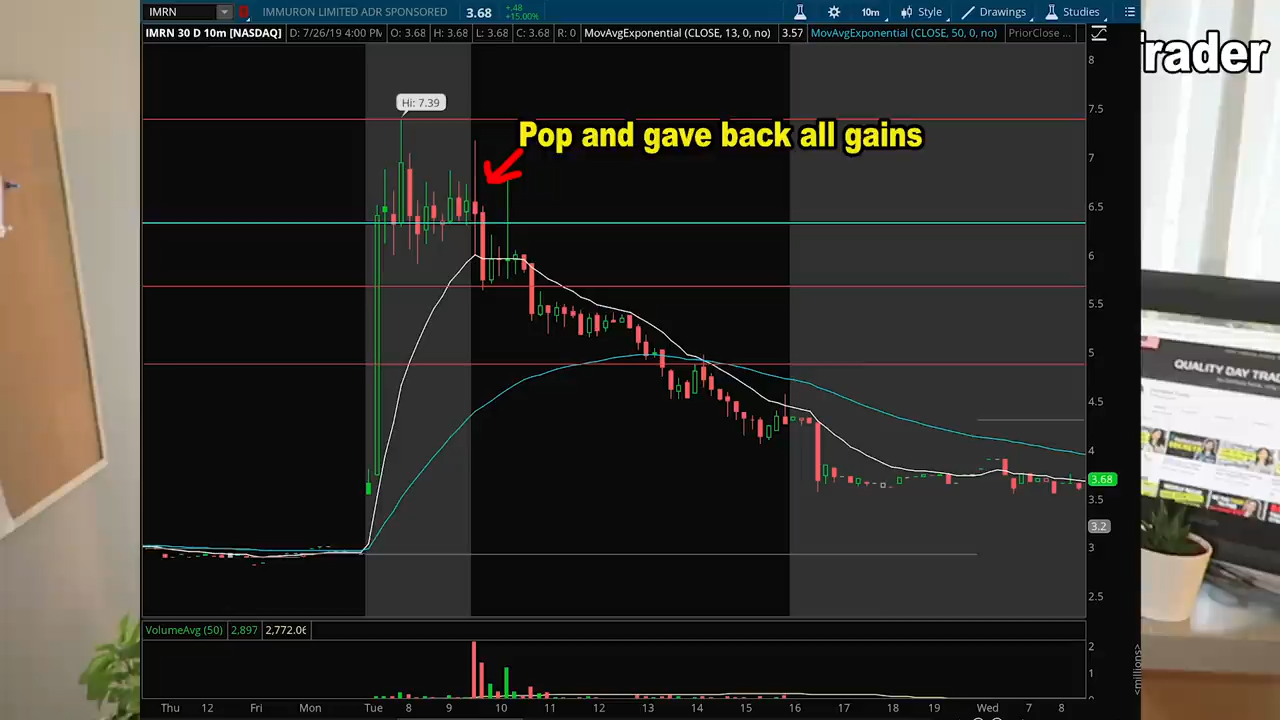 IMRN
IMMURON LIMITED ADR SPONSORED
3.68
+.48
+15.00%
10m
Style
Drawings
Studies
IMRN 30 D 10m [NASDAQ]
D: 7/26/19 4:00 PM
O: 3.68
H: 3.68
L: 3.68
C: 3.68
R: 0
MovAvgExponential (CLOSE, 13, 0, no)
3.57
MovAvgExponential (CLOSE, 50, 0, no)
PriorClose ...
rader
Hi: 7.39
Pop and gave back all gains
8
7.5
7
6.5
6
5.5
5
4.5
4
3.68
3.5
3.2
3
2.5
QUALITY DAY TRAD
VolumeAvg (50)
2,897
2,772.06
2
1
0
<millions>
Thu 12 Fri Mon Tue 8 9 10 11 12 13 14 15 16 17 18 19 Wed 7 8